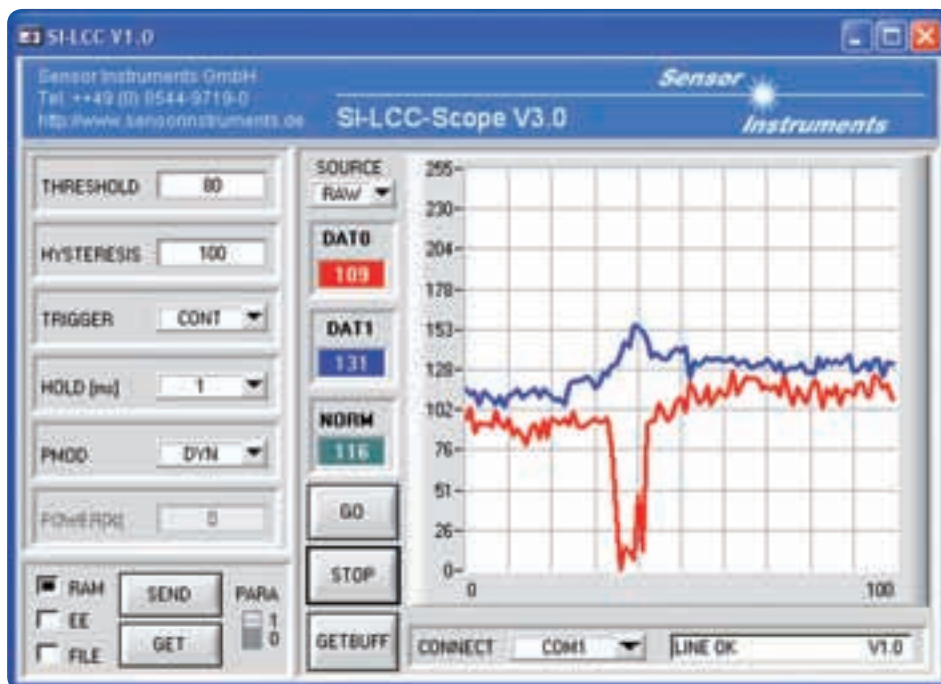 SI-LCC V1.0
Sensor Instruments GmbH
Tel. ++49 (0) 8544-9719-0
http://www.sensorinstruments.de
SI-LCC-Scope V3.0
Sensor
Instruments
THRESHOLD 80
HYSTERESIS 100
TRIGGER CONT
HOLD [ms] 1
PMOD DYN
POWER[%] 0
RAM
EE
FILE
SEND
GET
PARA
1
0
SOURCE
RAW
DAT0
109
DAT1
131
NORM
116
GO
STOP
GETBUFF
255
230
204
178
153
128
102
76
51
26
0
0 100
CONNECT COM1 LINE OK V1.0